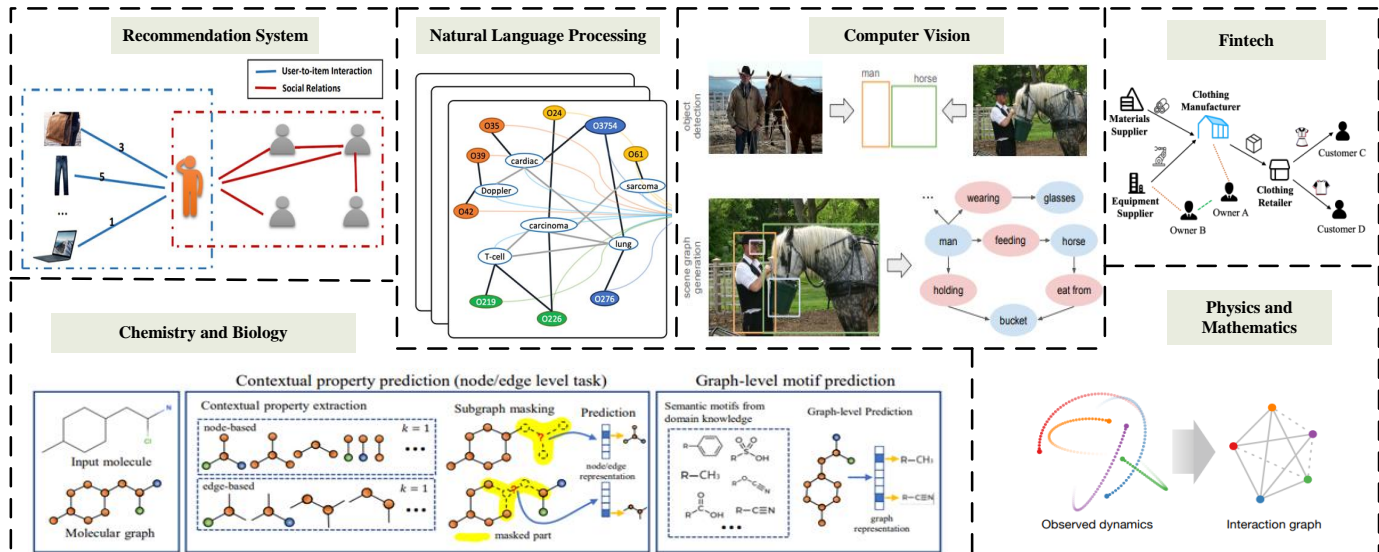 Recommendation System
User-to-item Interaction
Social Relations
3
5
...
1
Natural Language Processing
O24
O35
O3754
O39
cardiac
O61
Doppler
sarcoma
O42
carcinoma
lung
T-cell
O219
O226
O276
Computer Vision
object
detection
man
horse
scene graph
generation
...
wearing
glasses
man
feeding
horse
holding
eat from
bucket
Fintech
Materials
Supplier
Clothing
Manufacturer
Customer C
Equipment
Supplier
Clothing
Retailer
Owner A
Owner B
Customer D
Chemistry and Biology
Input molecule
N
Cl
Molecular graph
Contextual property prediction (node/edge level task)
Contextual property extraction
node-based
k = 1
edge-based
k = 1
Subgraph masking
?
?
masked part
Prediction
node/edge
representation
Graph-level motif prediction
Semantic motifs from
domain knowledge
R
O
O
S
R
OH
R—CH₃
R
O
C≡N
O
R
OH
R—C≡N
Graph-level Prediction
R—CH₃
R—C≡N
graph
representation
Physics and
Mathematics
Observed dynamics
Interaction graph